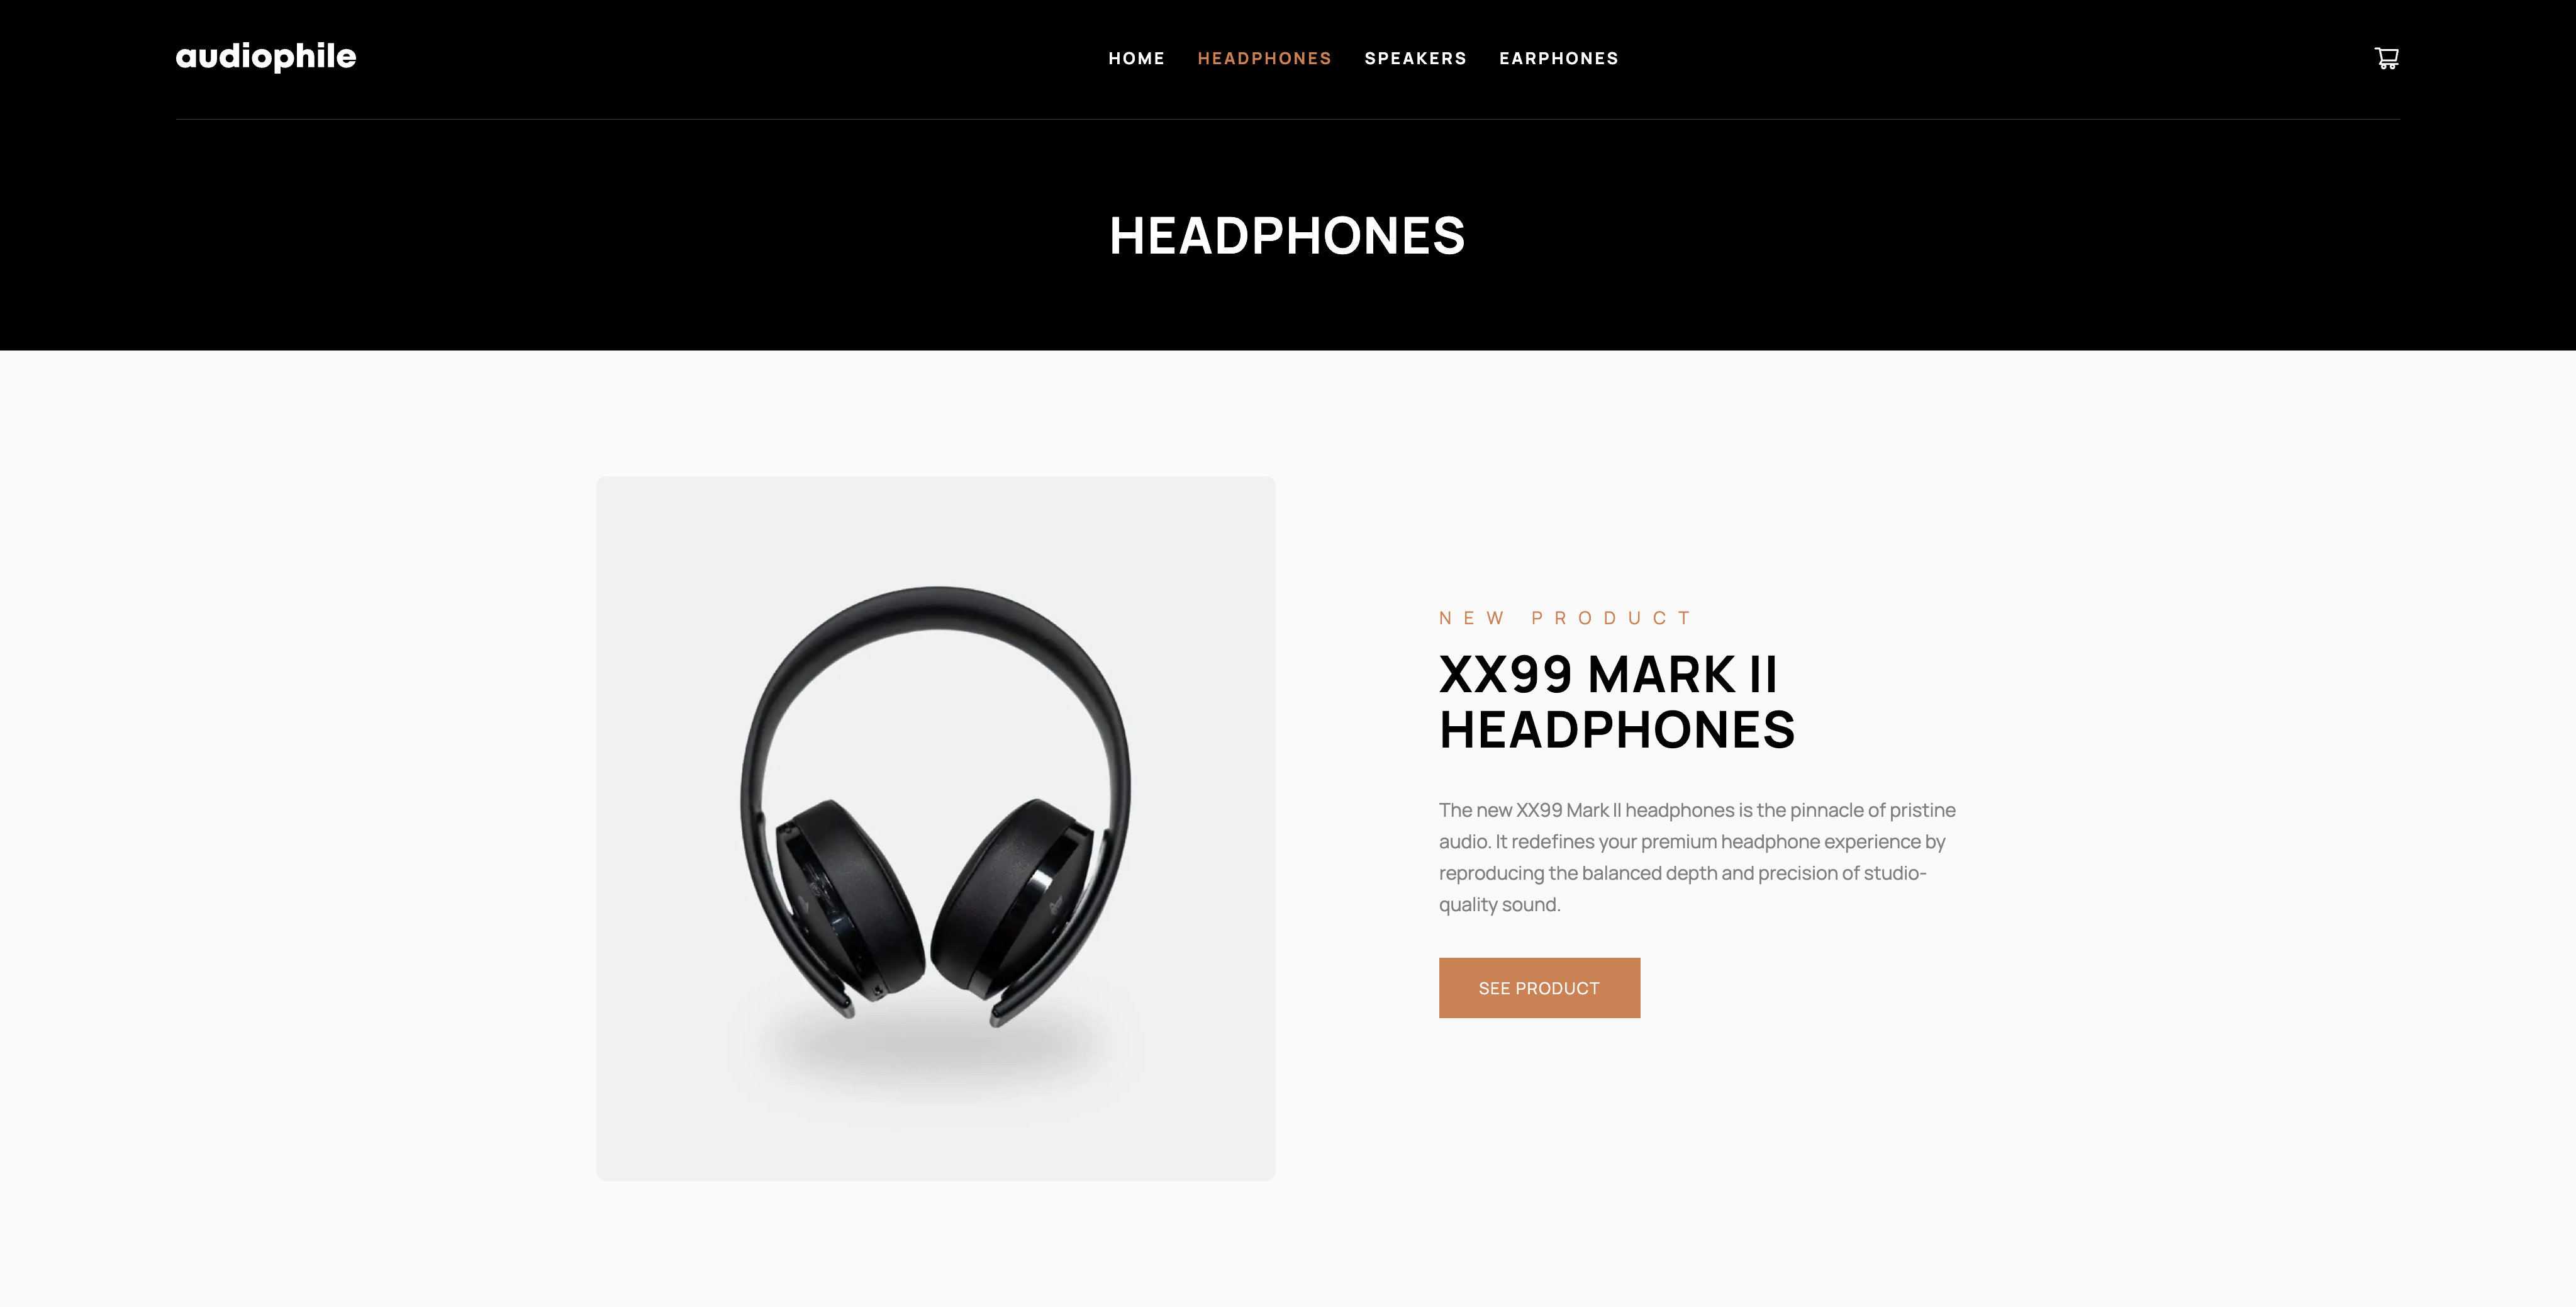 audiophile
HOME HEADPHONES SPEAKERS EARPHONES
HEADPHONES
NEW PRODUCT
XX99 MARK II
HEADPHONES
The new XX99 Mark II headphones is the pinnacle of pristine
audio. It redefines your premium headphone experience by
reproducing the balanced depth and precision of studio-
quality sound.
SEE PRODUCT